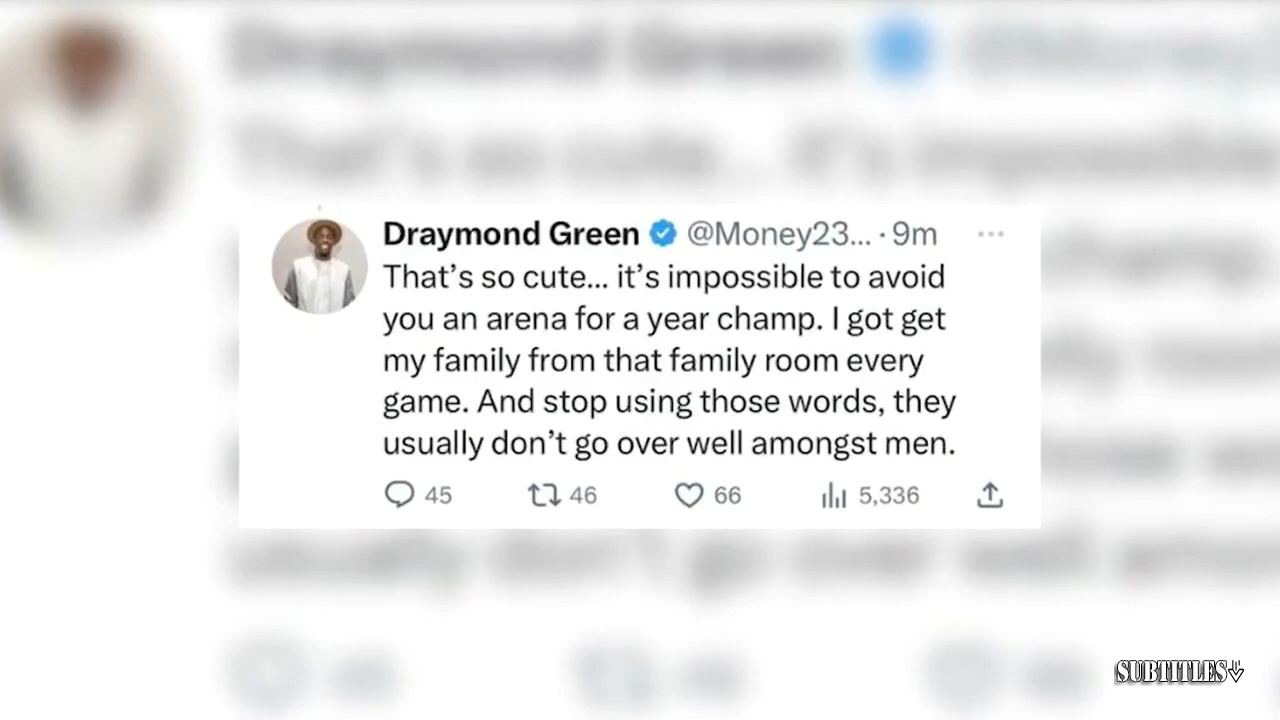 Draymond Green @Money23... · 9m
That’s so cute... it’s impossible to avoid
you an arena for a year champ. I got get
my family from that family room every
game. And stop using those words, they
usually don’t go over well amongst men.
45 46 66 5,336
SUBTITLES